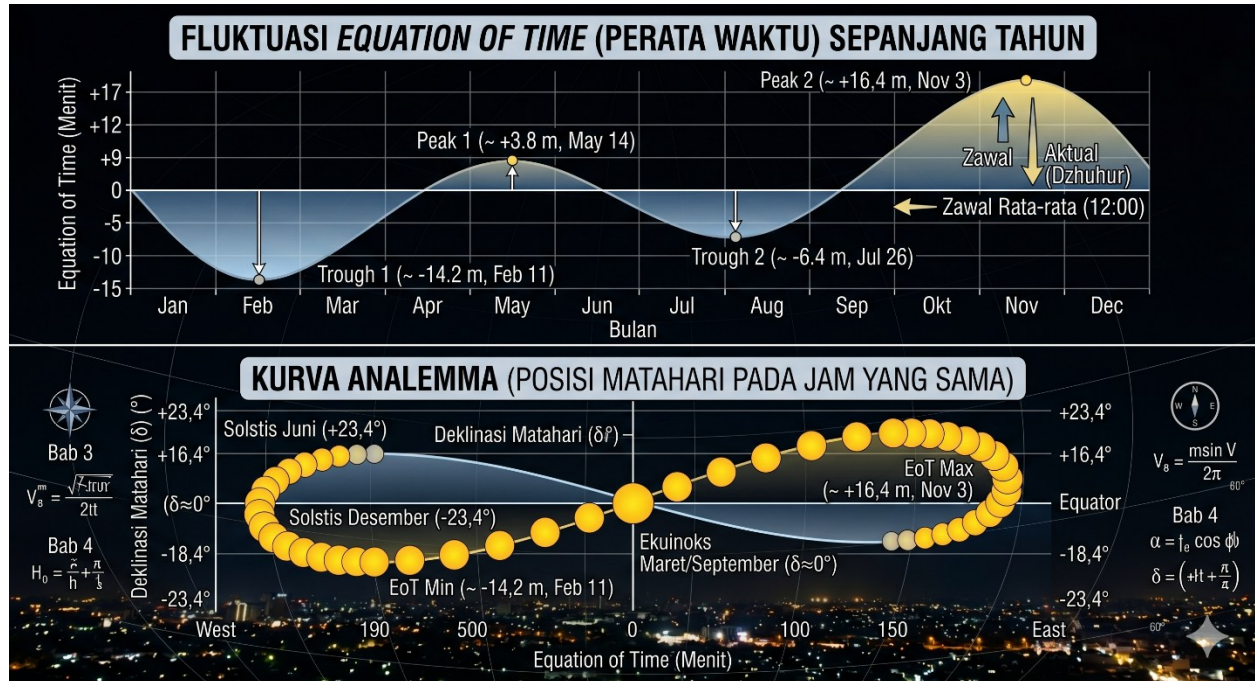 FLUKTUASI EQUATION OF TIME (PERATA WAKTU) SEPANJANG TAHUN
Equation of Time (Menit)
+17
+12
+9
0
-5
-10
-15
Peak 1 (~ +3.8 m, May 14)
Peak 2 (~ +16,4 m, Nov 3)
Zawal
Aktual
(Dzhuhur)
Zawal Rata-rata (12:00)
Trough 1 (~ -14.2 m, Feb 11)
Trough 2 (~ -6.4 m, Jul 26)
Jan Feb Mar Apr May Jun Jul Aug Sep Okt Nov Dec
Bulan
KURVA ANALEMMA (POSISI MATAHARI PADA JAM YANG SAMA)
Bab 3
Bab 4
Deklinasi Matahari (δ) (°)
+23,4°
+16,4°
(δ≈0°)
-18,4°
-23,4°
Solstis Juni (+23,4°)
Deklinasi Matahari
Solstis Desember (-23,4°)
EoT Min (~ -14,2 m, Feb 11)
EoT Max
(~ +16,4 m, Nov 3)
Ekuinoks
Maret/September (δ≈0°)
+23,4°
+16,4°
Equator
-18,4°
-23,4°
West 190 500 0 100 150 East
Equation of Time (Menit)
N
W E
S
V₈ = msin V / 2π
60°
Bab 4
60°